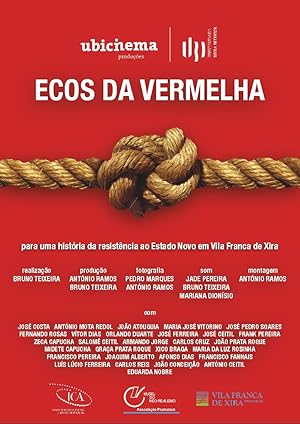 ubicinema
produções
ECOS DA VERMELHA
para uma história da resistência ao Estado Novo em Vila Franca de Xira
realização produção fotografia som montagem
BRUNO TEIXEIRA ANTÓNIO RAMOS PEDRO MARQUES JADE PEREIRA ANTÓNIO RAMOS
BRUNO TEIXEIRA ANTÓNIO RAMOS BRUNO TEIXEIRA
MARIANA DIONÍSIO
com
JOSÉ COSTA ANTÓNIO MOTA REDOL JOÃO ATOUGUIA MARIA JOSÉ VITORINO JOSÉ PEDRO SOARES
FERNANDO ROSAS VÍTOR DIAS ORLANDO DUARTE JOSÉ FERREIRA JOSÉ CEITIL FRANK PEREIRA
ZECA CAPUCHA SALOMÉ CEITIL ARMANDO JORGE CARLOS CRUZ JOÃO PRATA ROQUE
MIDETE CAPUCHA GRAÇA PRATA ROQUE XICO BRAGA MARIA DA LUZ ROSINHA
FRANCISCO PEREIRA JOAQUIM ALBERTO AFONSO DIAS FRANCISCO FANHAIS
LUÍS LÚCIO FERREIRA CARLOS REIS JOÃO CONCEIÇÃO ANTÓNIO CEITIL
EDUARDA NOBRE
ICA
Associação Promotora
VILA FRANCA
DE XIRA